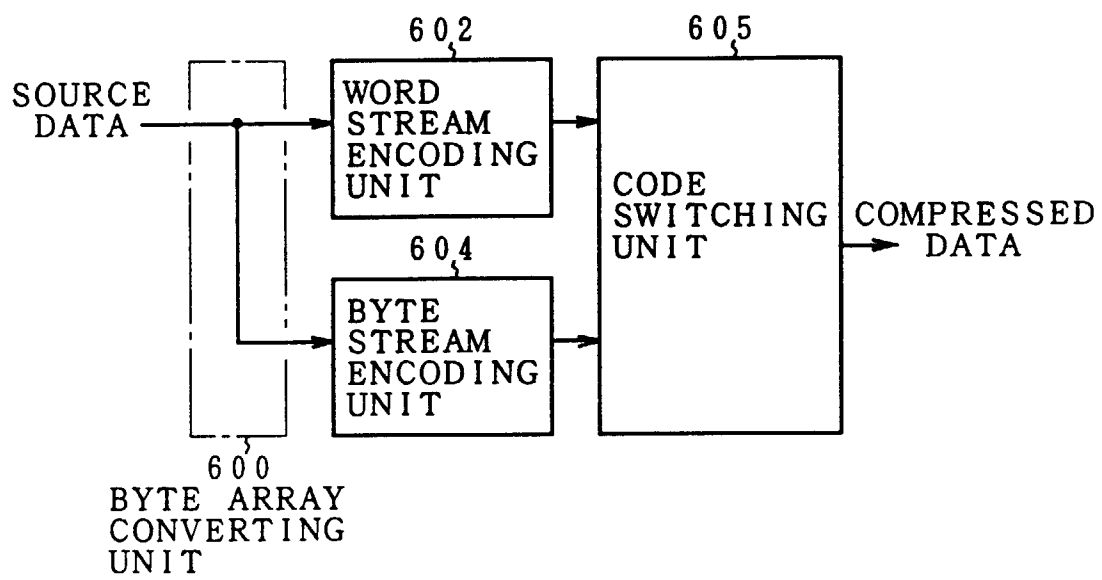 602
605
SOURCE
DATA
WORD
STREAM
ENCODING
UNIT
CODE
SWITCHING
UNIT
COMPRESSED
DATA
604
BYTE
STREAM
ENCODING
UNIT
600
BYTE ARRAY
CONVERTING
UNIT